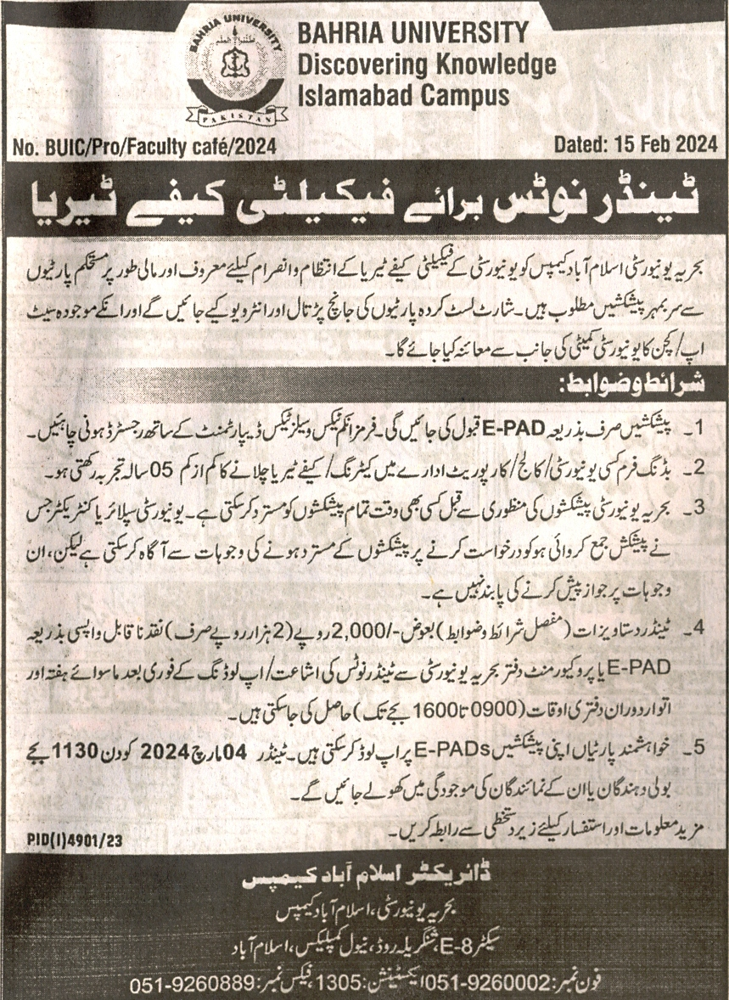 BAHRIA UNIVERSITY
PAKISTAN
BAHRIA UNIVERSITY
Discovering Knowledge
Islamabad Campus
No. BUIC/Pro/Faculty café/2024
Dated: 15 Feb 2024
ٹینڈر نوٹس برائے فیکیلٹی کیفے ٹیریا
بحریہ یونیورسٹی اسلام آباد کیمپس کو یونیورسٹی کے فیکیلٹی کیفے ٹیریا کے انتظام و انصرام کیلئے معروف اور مالی طور پر مستحکم پارٹیوں
سے سربمہر پیشکشیں مطلوب ہیں۔ شارٹ لسٹ کردہ پارٹیوں کی جانچ پڑتال اور انٹرویو کیے جائیں گے اور انکے موجودہ سیٹ
اپ/کچن کا یونیورسٹی کمیٹی کی جانب سے معائنہ کیا جائے گا۔
شرائط و ضوابط:
1۔ پیشکشیں صرف بذریعہ E-PAD قبول کی جائیں گی۔ فرمز انکم ٹیکس و سیلز ٹیکس ڈیپارٹمنٹ کے ساتھ رجسٹرڈ ہونی چاہئیں۔
2۔ بڈنگ فرم کسی یونیورسٹی/کالج/کارپوریٹ ادارے میں کیٹرنگ/کیفے ٹیریا چلانے کا کم از کم 05 سالہ تجربہ رکھتی ہو۔
3۔ بحریہ یونیورسٹی پیشکشوں کی منظوری سے قبل کسی بھی وقت تمام پیشکشوں کو مسترد کرسکتی ہے۔ یونیورسٹی سپلائر یا کنٹریکٹر جس
نے پیشکش جمع کروائی ہو کو درخواست کرنے پر پیشکشوں کے مسترد ہونے کی وجوہات سے آگاہ کرسکتی ہے لیکن، ان
وجوہات پر جواز پیش کرنے کی پابند نہیں ہے۔
4۔ ٹینڈر دستاویزات (مفصل شرائط و ضوابط) بعوض -/2,000 روپے (2 ہزار روپے صرف) نقد ناقابل واپسی بذریعہ
E-PAD یا پروکیورمنٹ دفتر بحریہ یونیورسٹی سے ٹینڈر نوٹس کی اشاعت/اپ لوڈنگ کے فوری بعد ماسوائے ہفتہ اور
اتوار دوران دفتری اوقات (0900 تا 1600 بجے تک) حاصل کی جاسکتی ہیں۔
5۔ خواہشمند پارٹیاں اپنی پیشکشیں E-PADs پر اپ لوڈ کرسکتی ہیں۔ ٹینڈر 04 مارچ 2024 کو دن 1130 بجے
بولی دہندگان یا ان کے نمائندگان کی موجودگی میں کھولے جائیں گے۔
مزید معلومات اور استفسار کیلئے زیر دستخطی سے رابطہ کریں۔
PID(I)4901/23
ڈائریکٹر اسلام آباد کیمپس
بحریہ یونیورسٹی، اسلام آباد کیمپس
سیکٹر E-8، شنگریلہ روڈ، نیول کمپلیکس، اسلام آباد
فون نمبر: 051-9260002 ایکسٹینشن: 1305، فیکس نمبر: 051-9260889